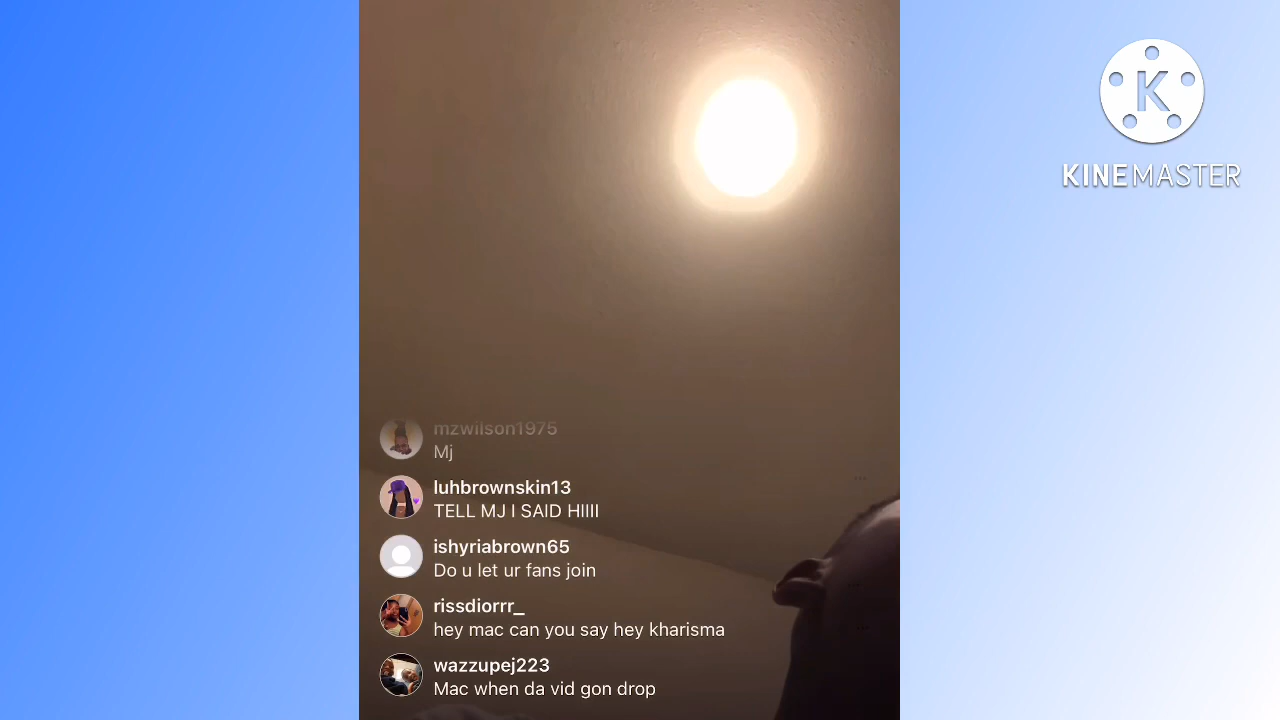 KINEMASTER
mzwilson1975
Mj
luhbrownskin13
TELL MJ I SAID HIIII
ishyriabrown65
Do u let ur fans join
rissdiorrr_
hey mac can you say hey kharisma
wazzupej223
Mac when da vid gon drop